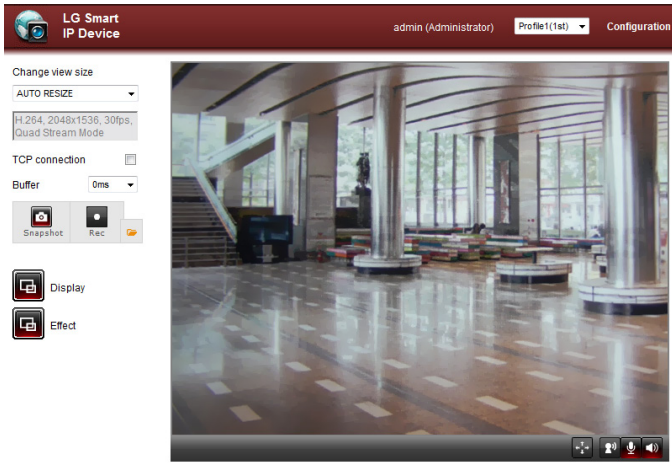 LG Smart
IP Device
admin (Administrator)
Profile1(1st)
Configuration
Change view size
AUTO RESIZE
H.264, 2048x1536, 30fps,
Quad Stream Mode
TCP connection
Buffer
0ms
Snapshot
Rec
Display
Effect